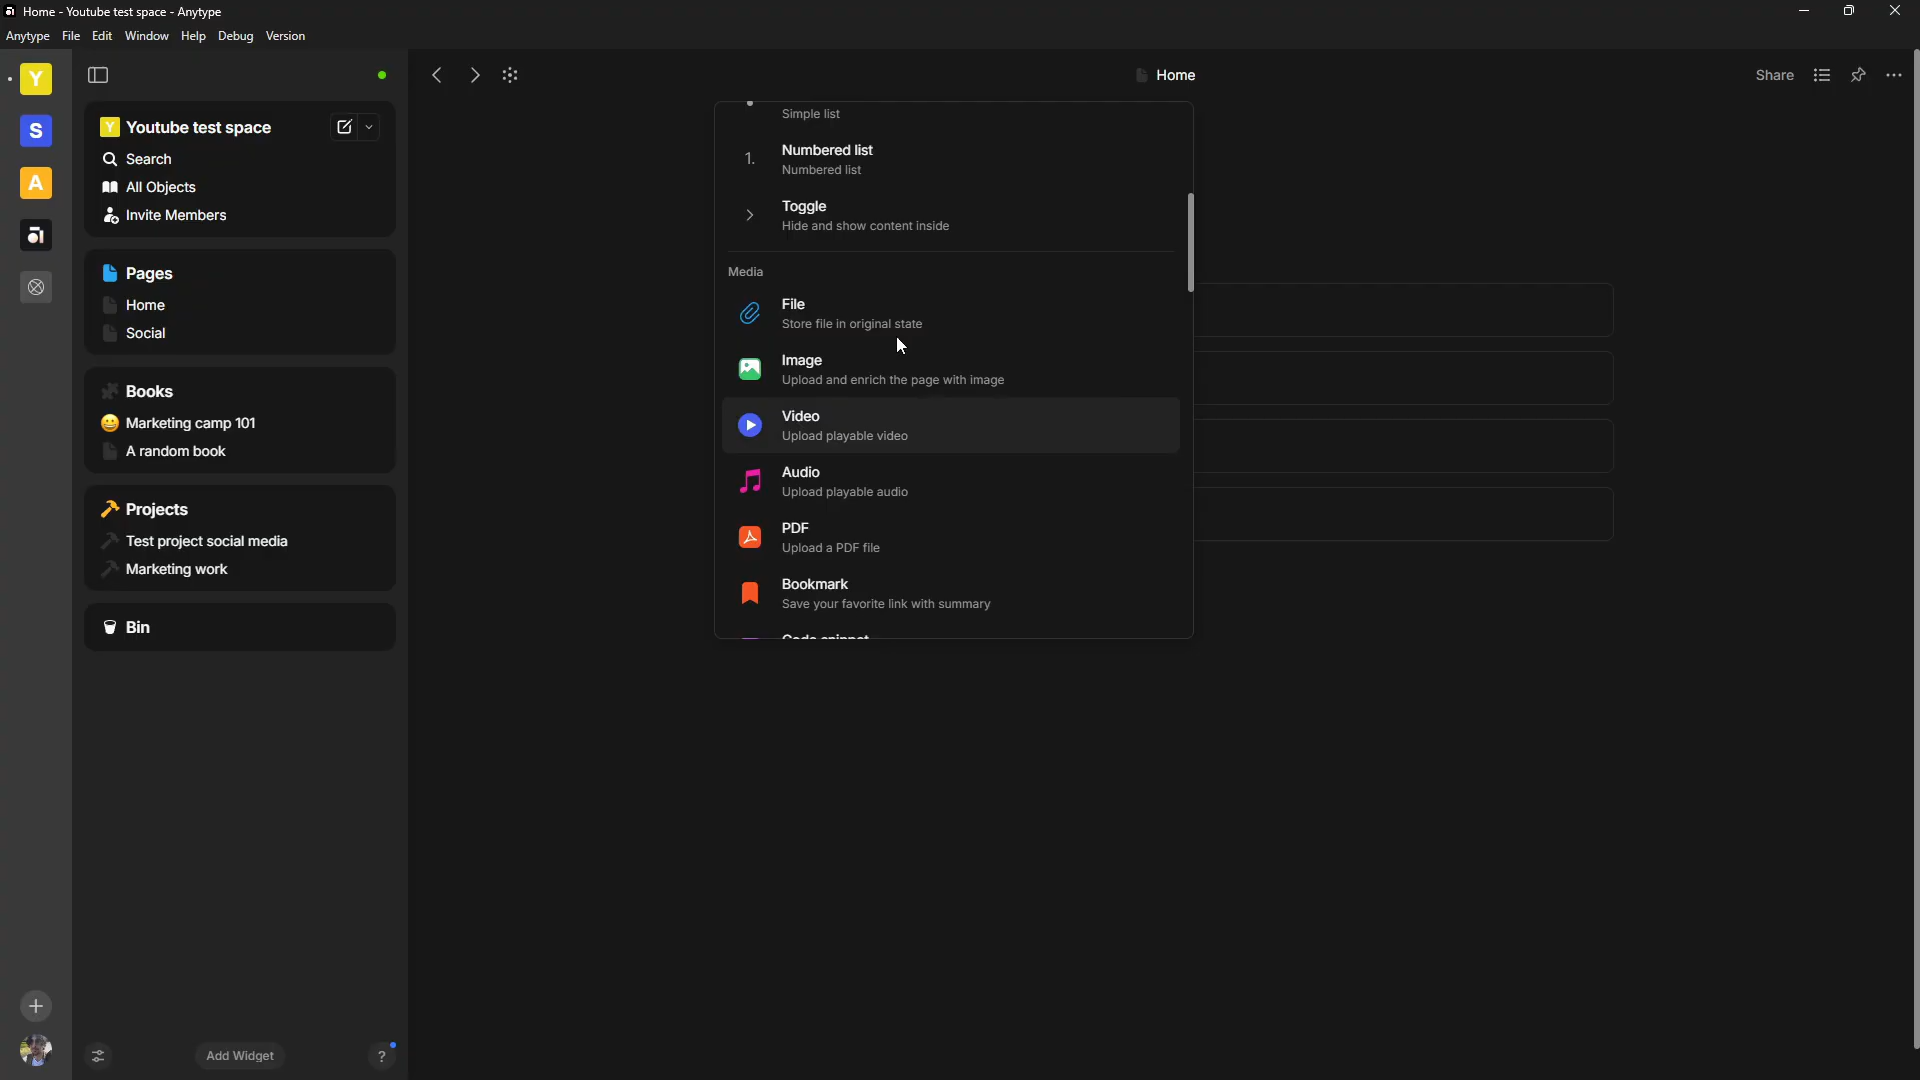 Home - Youtube test space - Anytype
Anytype File Edit Window Help Debug Version
Y
S
A
Y Youtube test space
Search
All Objects
Invite Members
Pages
Home
Social
Books
Marketing camp 101
A random book
Projects
Test project social media
Marketing work
Bin
Add Widget
?
Home
Share
Simple list
1. Numbered list
Numbered list
Toggle
Hide and show content inside
Media
File
Store file in original state
Image
Upload and enrich the page with image
Video
Upload playable video
Audio
Upload playable audio
PDF
Upload a PDF file
Bookmark
Save your favorite link with summary
Code snippet